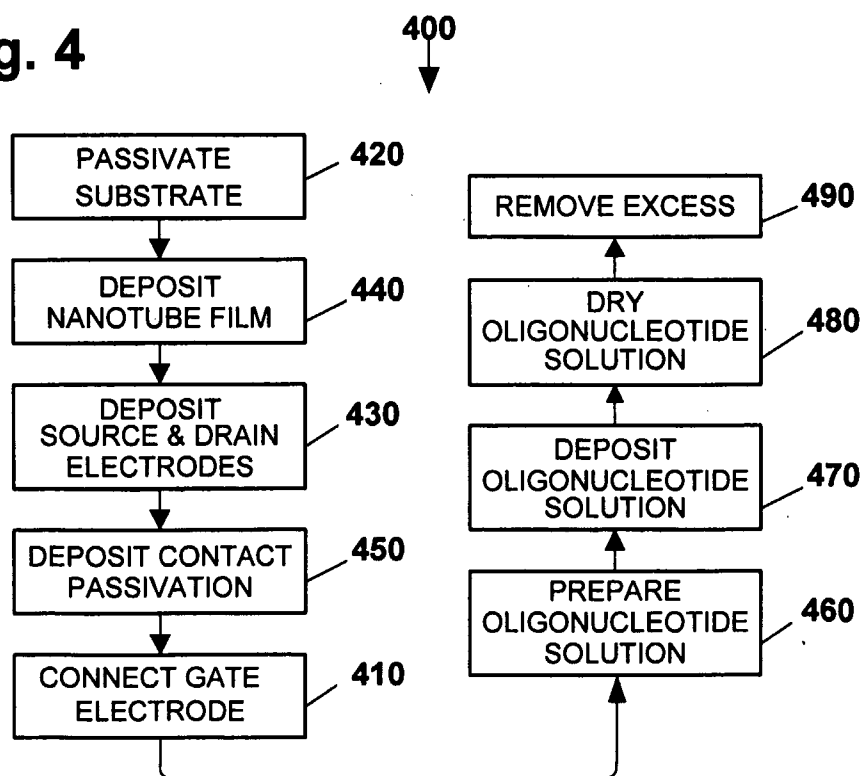 g. 4
400
PASSIVATE
SUBSTRATE
420
DEPOSIT
NANOTUBE FILM
440
DEPOSIT
SOURCE & DRAIN
ELECTRODES
430
DEPOSIT CONTACT
PASSIVATION
450
CONNECT GATE
ELECTRODE
410
REMOVE EXCESS
490
DRY
OLIGONUCLEOTIDE
SOLUTION
480
DEPOSIT
OLIGONUCLEOTIDE
SOLUTION
470
PREPARE
OLIGONUCLEOTIDE
SOLUTION
460